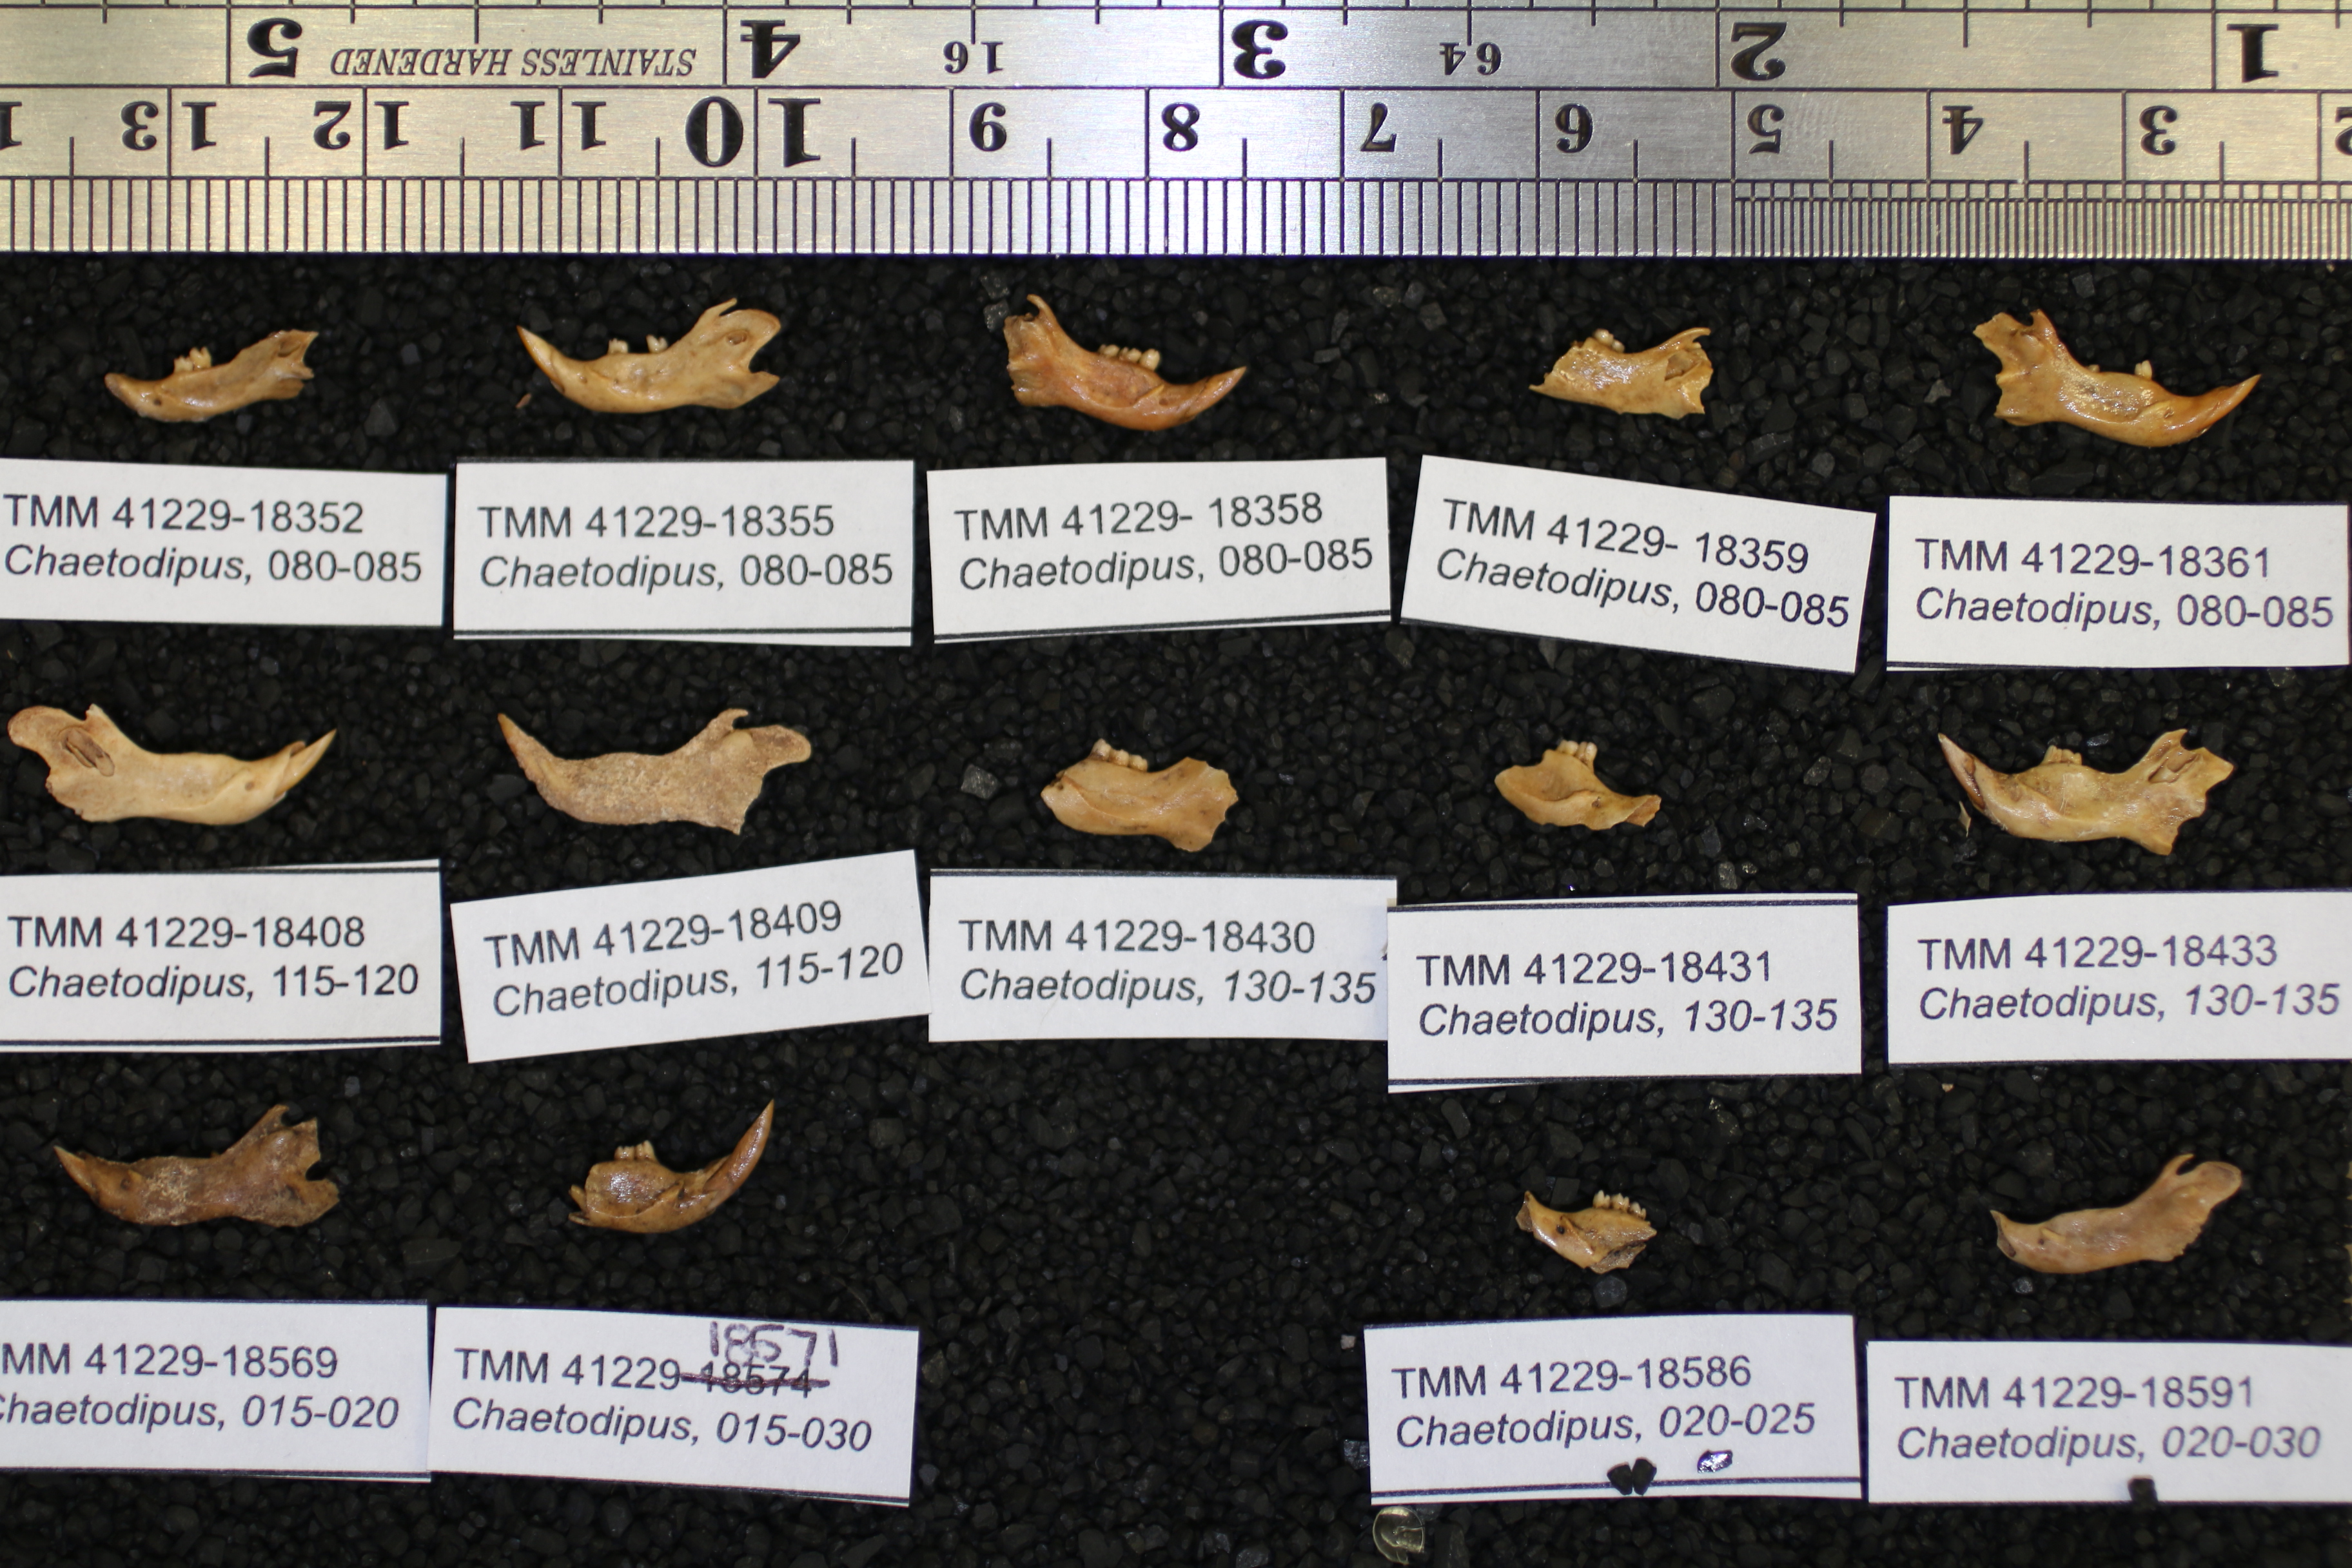 5 STAINLESS HARDENED 4 16 3 64 2 1
1 13 12 11 10 9 8 7 6 5 4 3 2
TMM 41229-18352
Chaetodipus, 080-085
TMM 41229-18355
Chaetodipus, 080-085
TMM 41229- 18358
Chaetodipus, 080-085
TMM 41229- 18359
Chaetodipus, 080-085
TMM 41229-18361
Chaetodipus, 080-085
TMM 41229-18408
Chaetodipus, 115-120
TMM 41229-18409
Chaetodipus, 115-120
TMM 41229-18430
Chaetodipus, 130-135
TMM 41229-18431
Chaetodipus, 130-135
TMM 41229-18433
Chaetodipus, 130-135
MM 41229-18569
Chaetodipus, 015-020
18571
TMM 41229-18574
Chaetodipus, 015-030
TMM 41229-18586
Chaetodipus, 020-025
TMM 41229-18591
Chaetodipus, 020-030